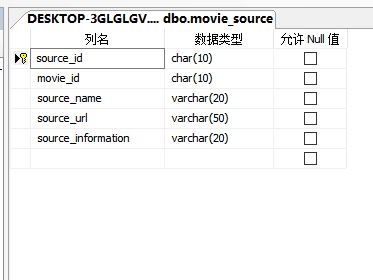 DESKTOP-3GLGLGV.... dbo.movie_source
列名 数据类型 允许 Null 值
source_id char(10)
movie_id char(10)
source_name varchar(20)
source_url varchar(50)
source_information varchar(20)